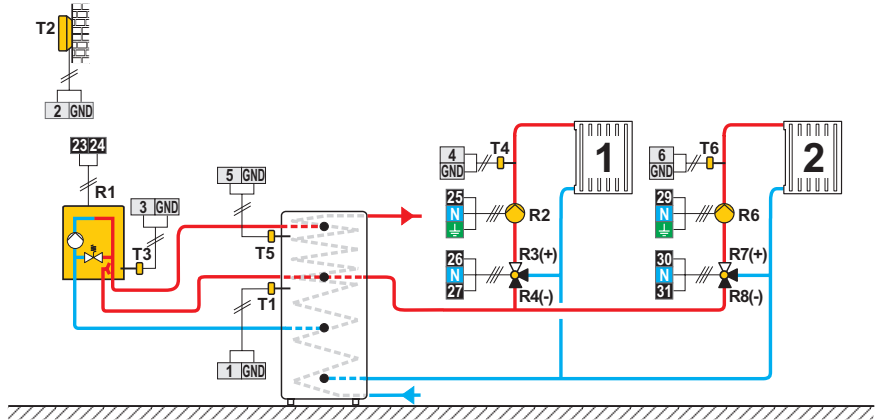 T2
2 GND
23 24
R1
3 GND
T3
5 GND
T5
T1
1 GND
4
GND
T4
1
25
N
R2
26
N
27
R3(+)
R4(-)
6
GND
T6
2
29
N
R6
30
N
31
R7(+)
R8(-)